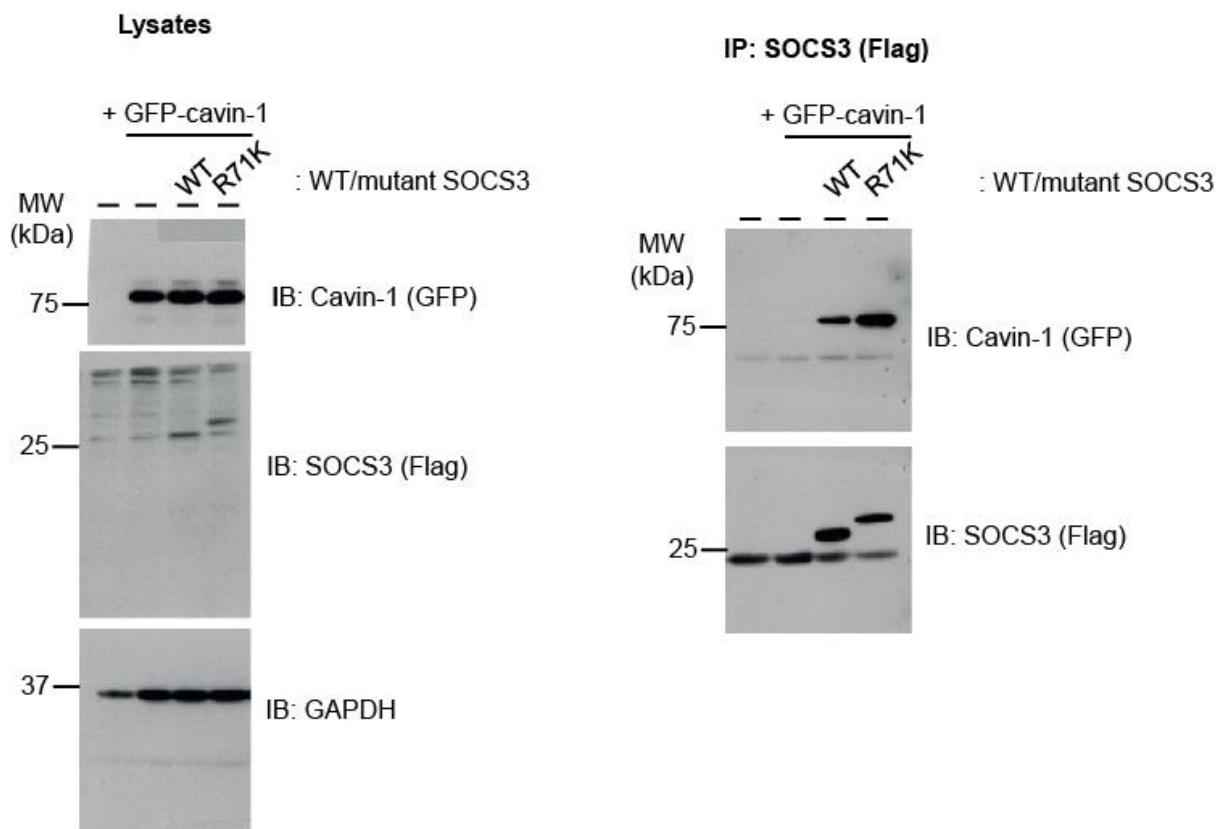 Lysates
+ GFP-cavin-1
WT
R71K
: WT/mutant SOCS3
– – – –
MW
(kDa)
75
IB: Cavin-1 (GFP)
25
IB: SOCS3 (Flag)
37
IB: GAPDH
IP: SOCS3 (Flag)
+ GFP-cavin-1
WT
R71K
: WT/mutant SOCS3
– – – –
MW
(kDa)
75
IB: Cavin-1 (GFP)
25
IB: SOCS3 (Flag)